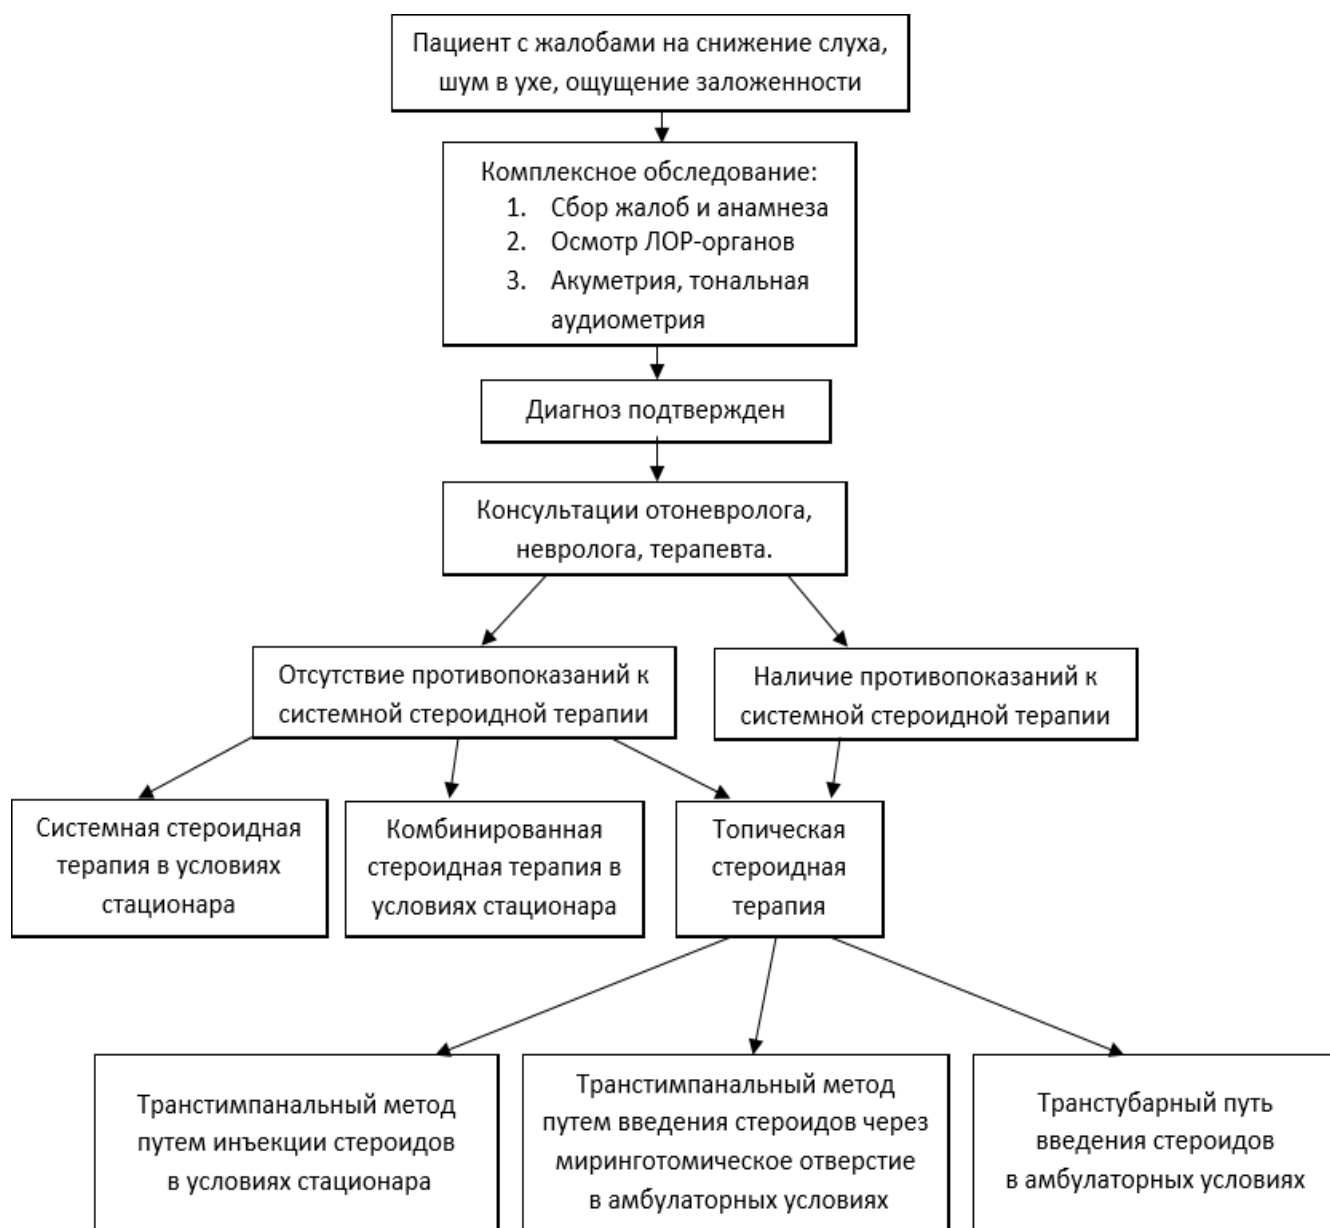 Пациент с жалобами на снижение слуха,
шум в ухе, ощущение заложенности
Комплексное обследование:
1. Сбор жалоб и анамнеза
2. Осмотр ЛОР-органов
3. Акуметрия, тональная
аудиометрия
Диагноз подтвержден
Консультации отоневролога,
невролога, терапевта.
Отсутствие противопоказаний к
системной стероидной терапии
Наличие противопоказаний к
системной стероидной терапии
Системная стероидная
терапия в условиях
стационара
Комбинированная
стероидная терапия в
условиях стационара
Топическая
стероидная
терапия
Транстимпанальный метод
путем инъекции стероидов
в условиях стационара
Транстимпанальный метод
путем введения стероидов через
миринготомическое отверстие
в амбулаторных условиях
Транстубарный путь
введения стероидов
в амбулаторных условиях